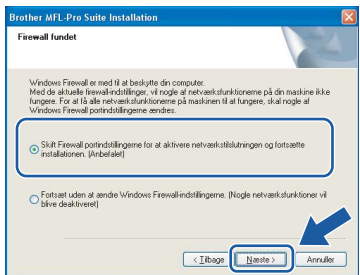 Brother MFL-Pro Suite Installation
Firewall fundet
Windows Firewall er med til at beskytte din computer.
Med de aktuelle firewall-indstillinger, vil nogle af netværksfunktionerne på din maskine ikke
fungere. For at få alle netværksfunktionerne på maskinen til at fungere, skal nogle af
Windows Firewall portindstillingerne ændres.
Skift Firewall portindstillingerne for at aktivere netværkstilslutningen og fortsætte
installationen. (Anbefalet)
Fortsæt uden at ændre Windows Firewall-indstillingerne. (Nogle netværksfunktioner vil
blive deaktiveret)
< Tilbage
Næste >
Annuller